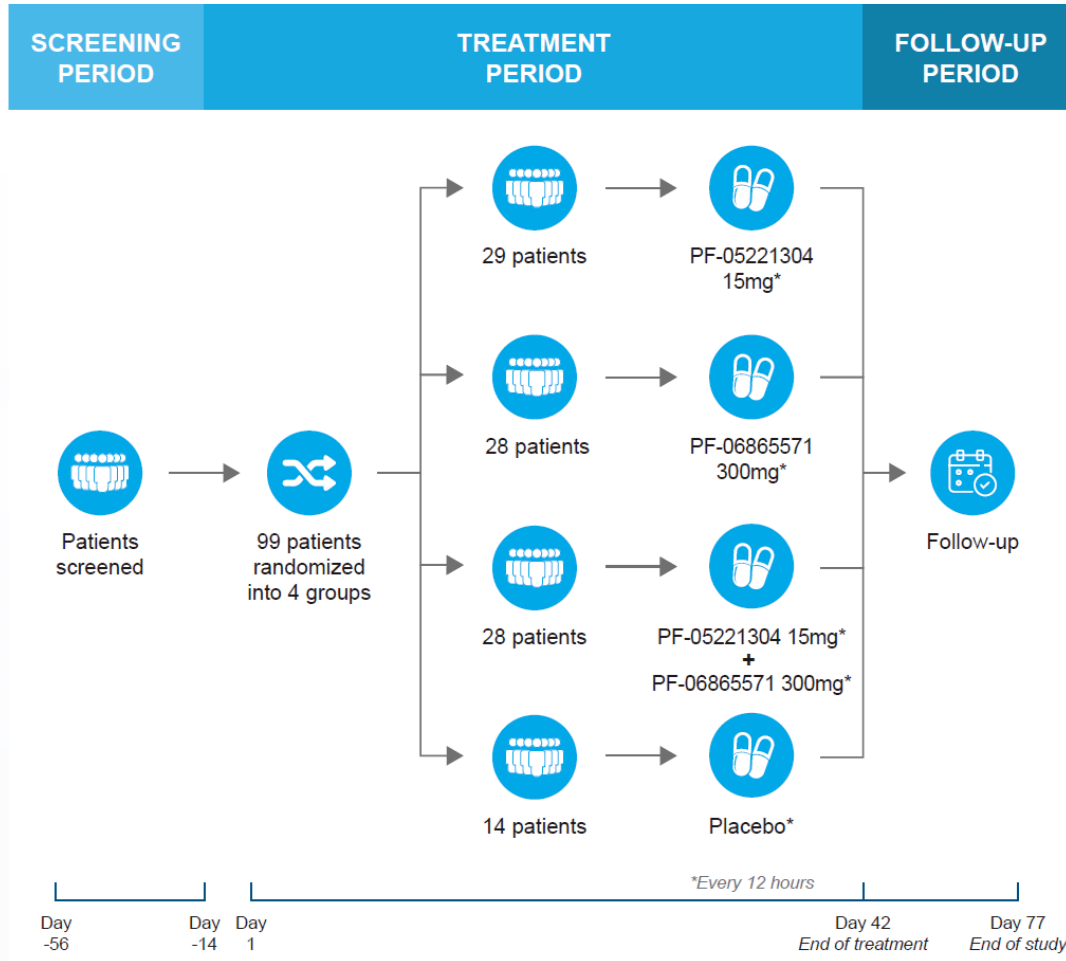 SCREENING
PERIOD
TREATMENT
PERIOD
FOLLOW-UP
PERIOD
29 patients
PF-05221304
15mg*
28 patients
PF-06865571
300mg*
Patients
screened
99 patients
randomized
into 4 groups
Follow-up
28 patients
PF-05221304 15mg*
+
PF-06865571 300mg*
14 patients
Placebo*
*Every 12 hours
Day
-56
Day
-14
Day
1
Day 42
End of treatment
Day 77
End of study